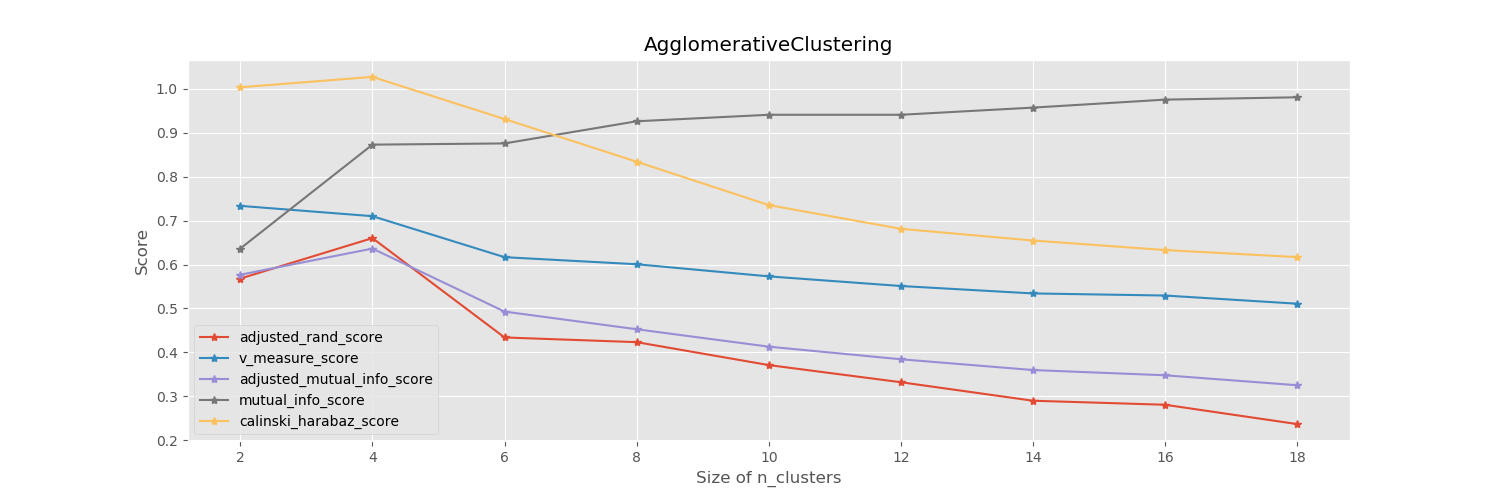 AgglomerativeClustering
Score
1.0
0.9
0.8
0.7
0.6
0.5
0.4
0.3
0.2
adjusted_rand_score
v_measure_score
adjusted_mutual_info_score
mutual_info_score
calinski_harabaz_score
2 4 6 8 10 12 14 16 18
Size of n_clusters